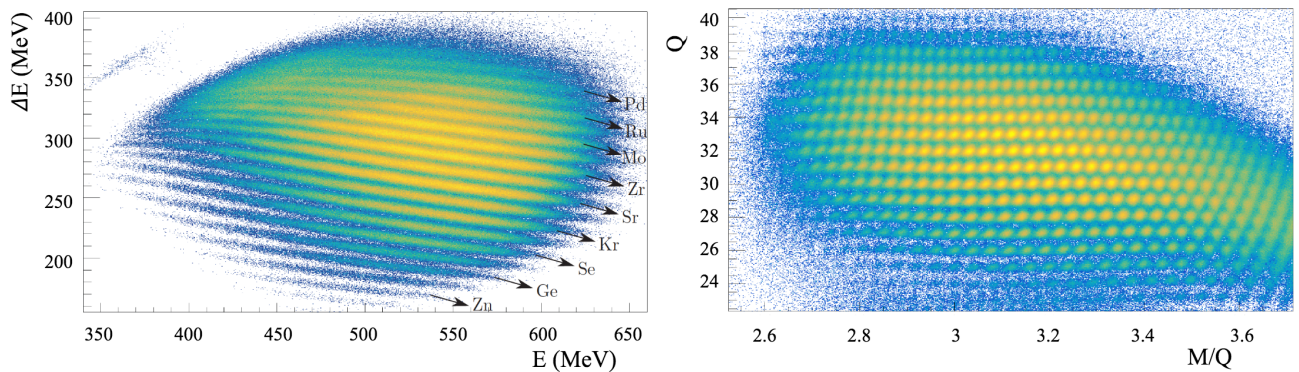 400
350
300
250
200
ΔE (MeV)
Pd
Ru
Mo
Zr
Sr
Kr
Se
Ge
Zn
350 400 450 500 550 600 650
E (MeV)
40
38
36
34
32
30
28
26
24
Q
2.6 2.8 3 3.2 3.4 3.6
M/Q